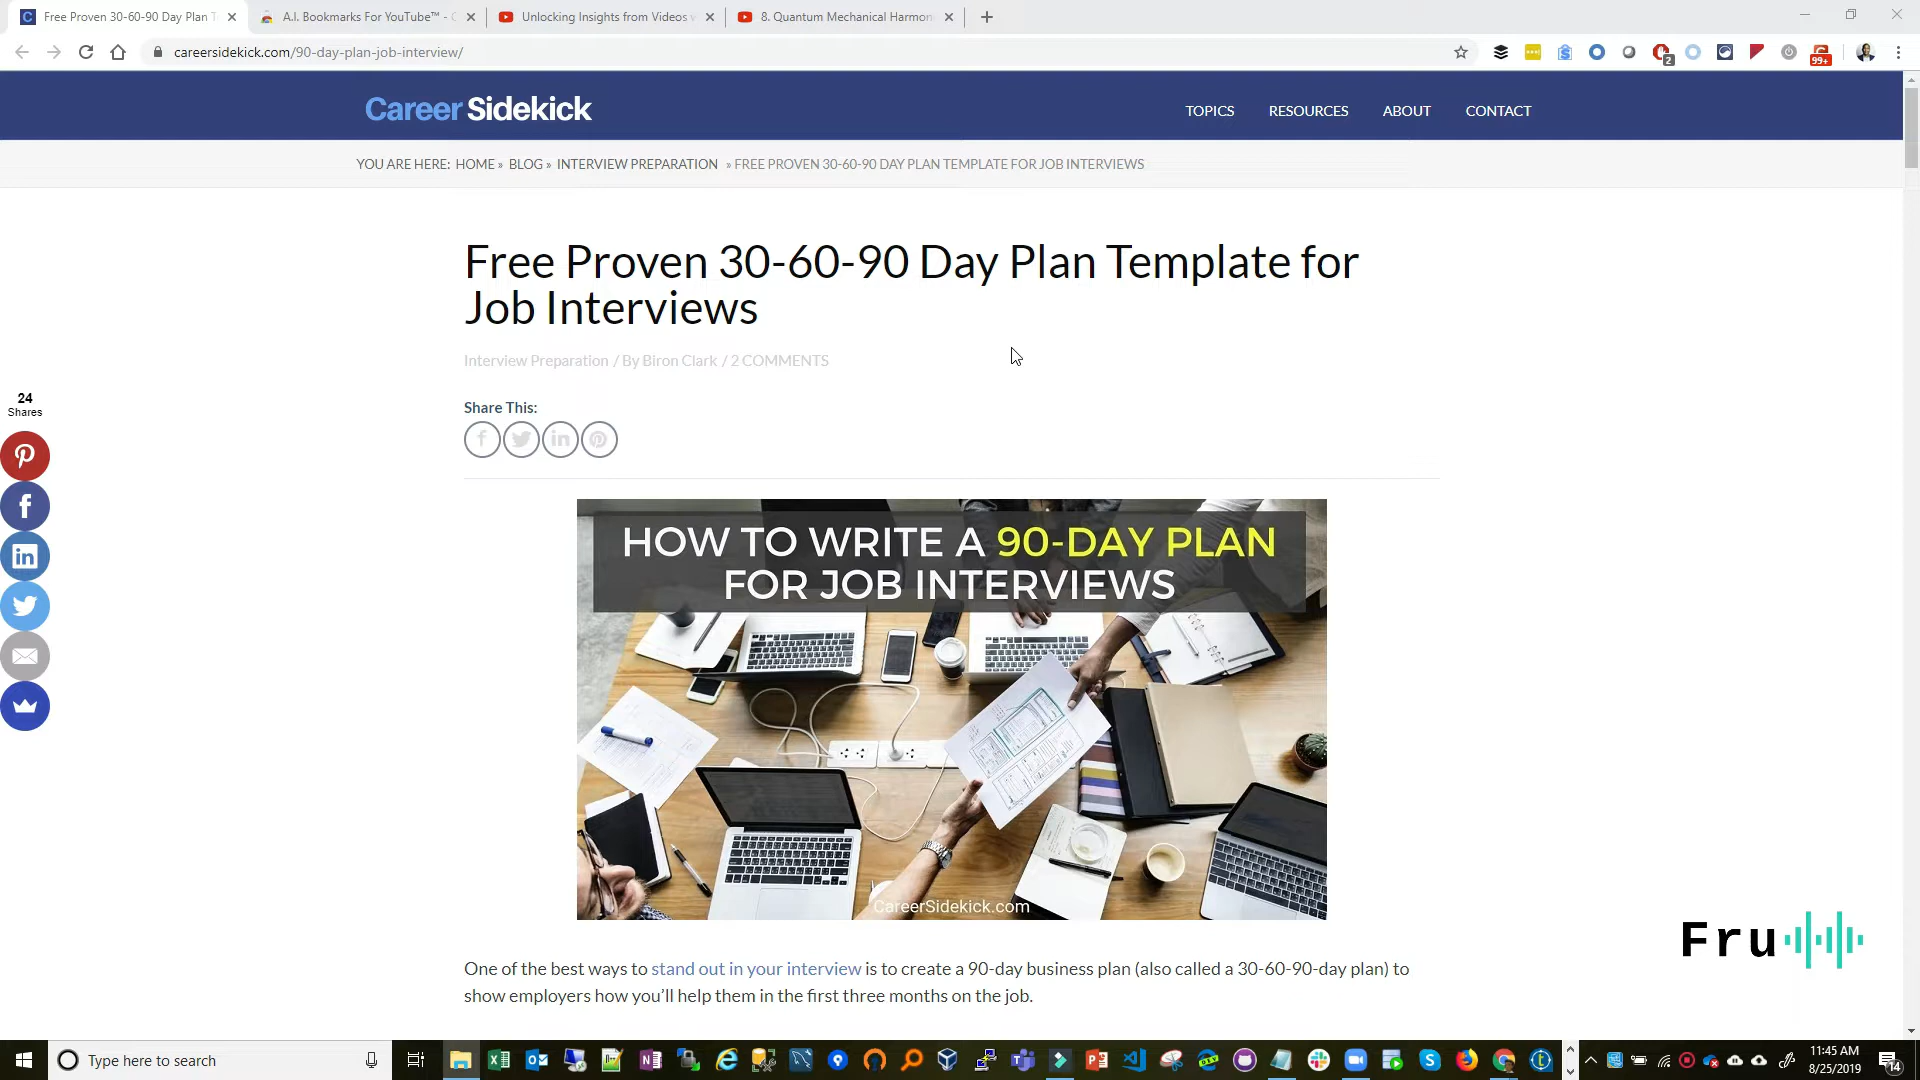 Free Proven 30-60-90 Day Plan T
A.I. Bookmarks For YouTube™ - C
Unlocking Insights from Videos w
8. Quantum Mechanical Harmon
careersidekick.com/90-day-plan-job-interview/
2
99+
Career Sidekick
TOPICS
RESOURCES
ABOUT
CONTACT
YOU ARE HERE: HOME » BLOG » INTERVIEW PREPARATION » FREE PROVEN 30-60-90 DAY PLAN TEMPLATE FOR JOB INTERVIEWS
Free Proven 30-60-90 Day Plan Template for
Job Interviews
Interview Preparation / By Biron Clark / 2 COMMENTS
24
Shares
Share This:
HOW TO WRITE A 90-DAY PLAN
FOR JOB INTERVIEWS
CareerSidekick.com
Fru
One of the best ways to stand out in your interview is to create a 90-day business plan (also called a 30-60-90-day plan) to
show employers how you'll help them in the first three months on the job.
Type here to search
11:45 AM
8/25/2019
14